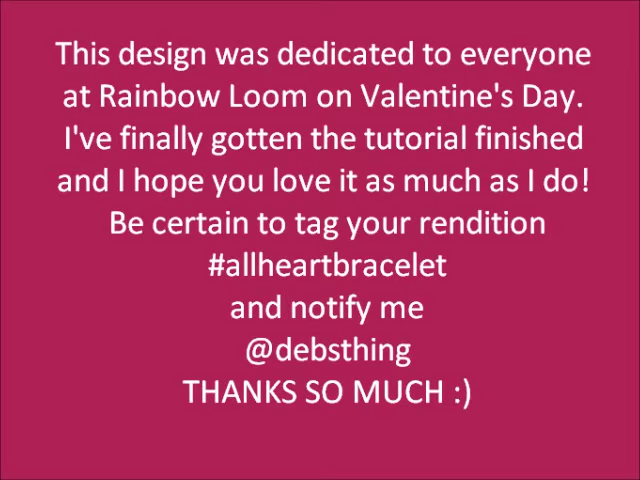 This design was dedicated to everyone
at Rainbow Loom on Valentine's Day.
I've finally gotten the tutorial finished
and I hope you love it as much as I do!
Be certain to tag your rendition
#allheartbracelet
and notify me
@debsthing
THANKS SO MUCH :)